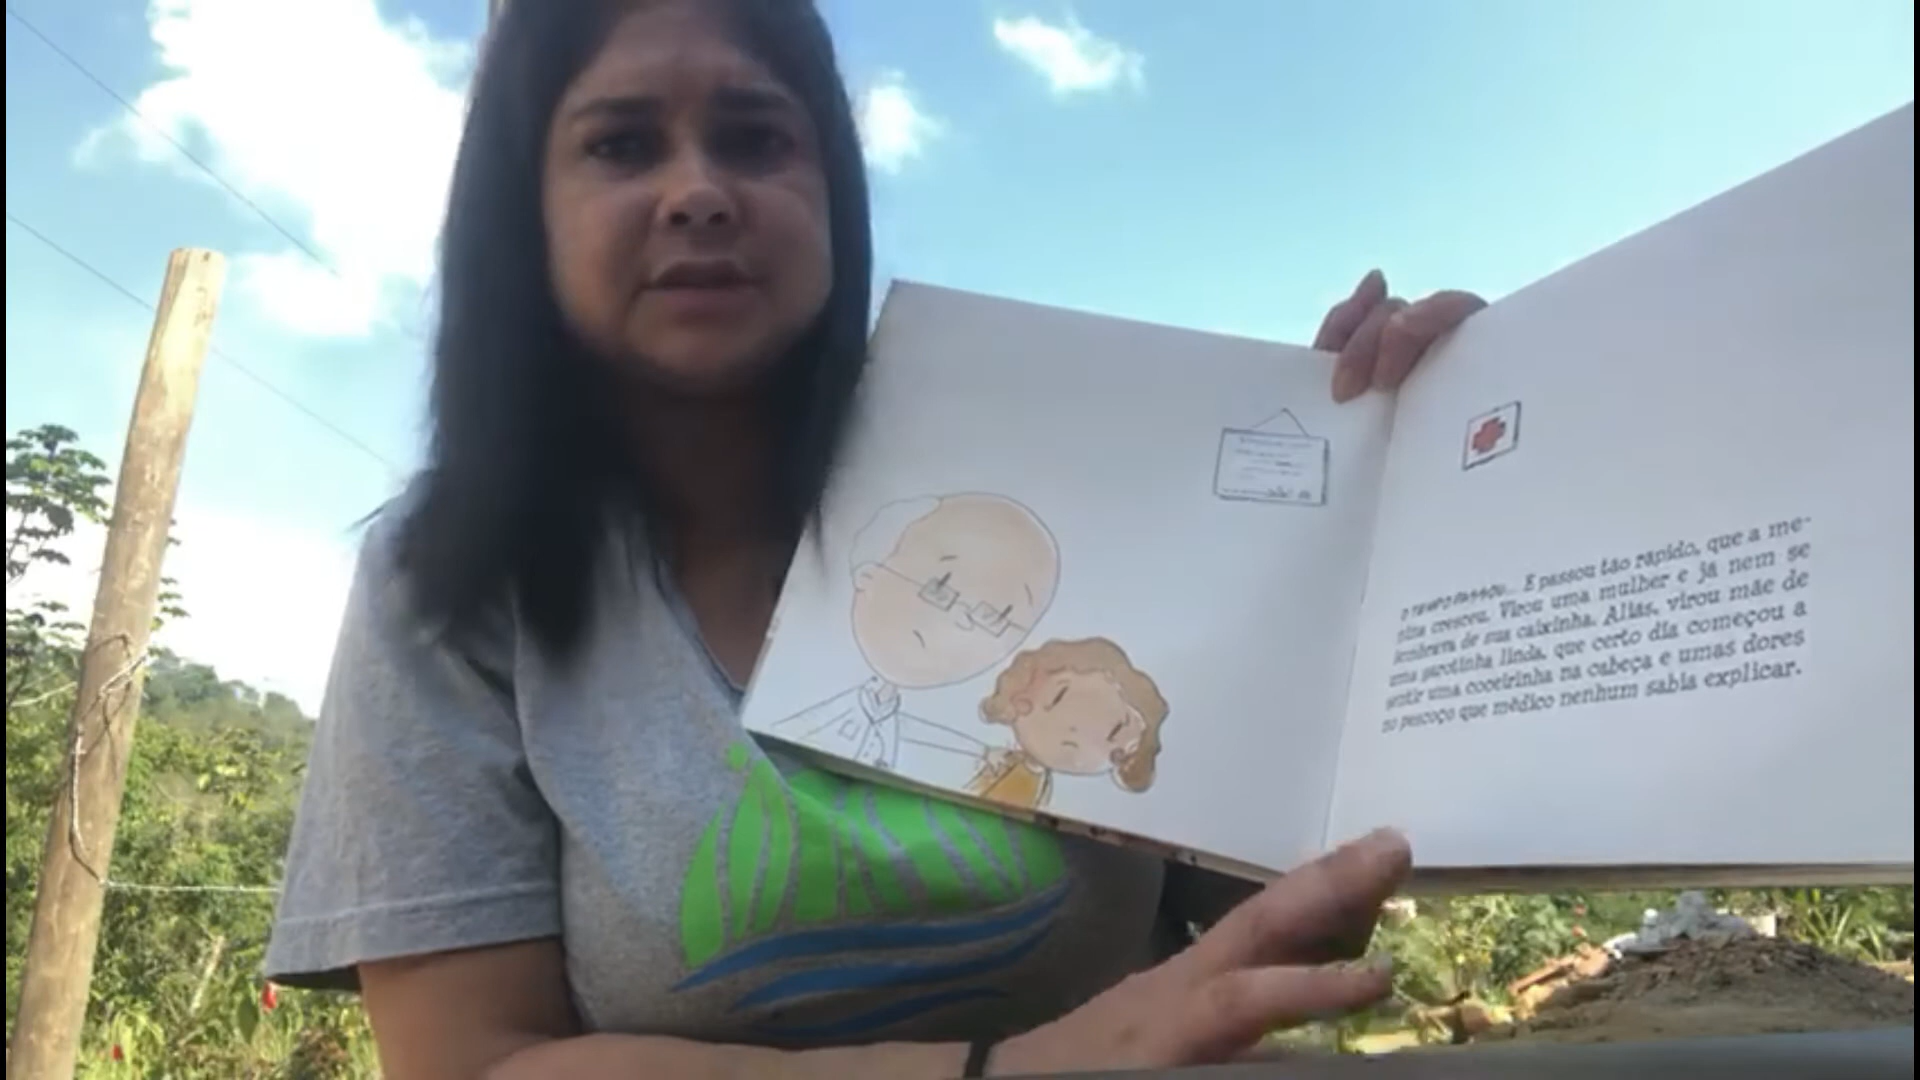 O TEMPO PASSOU... E passou tão rápido, que a me-
nina cresceu. Virou uma mulher e já nem se
lembrava de sua caixinha. Aliás, virou mãe de
uma garotinha linda, que certo dia começou a
sentir uma coceirinha na cabeça e umas dores
no pescoço que médico nenhum sabia explicar.